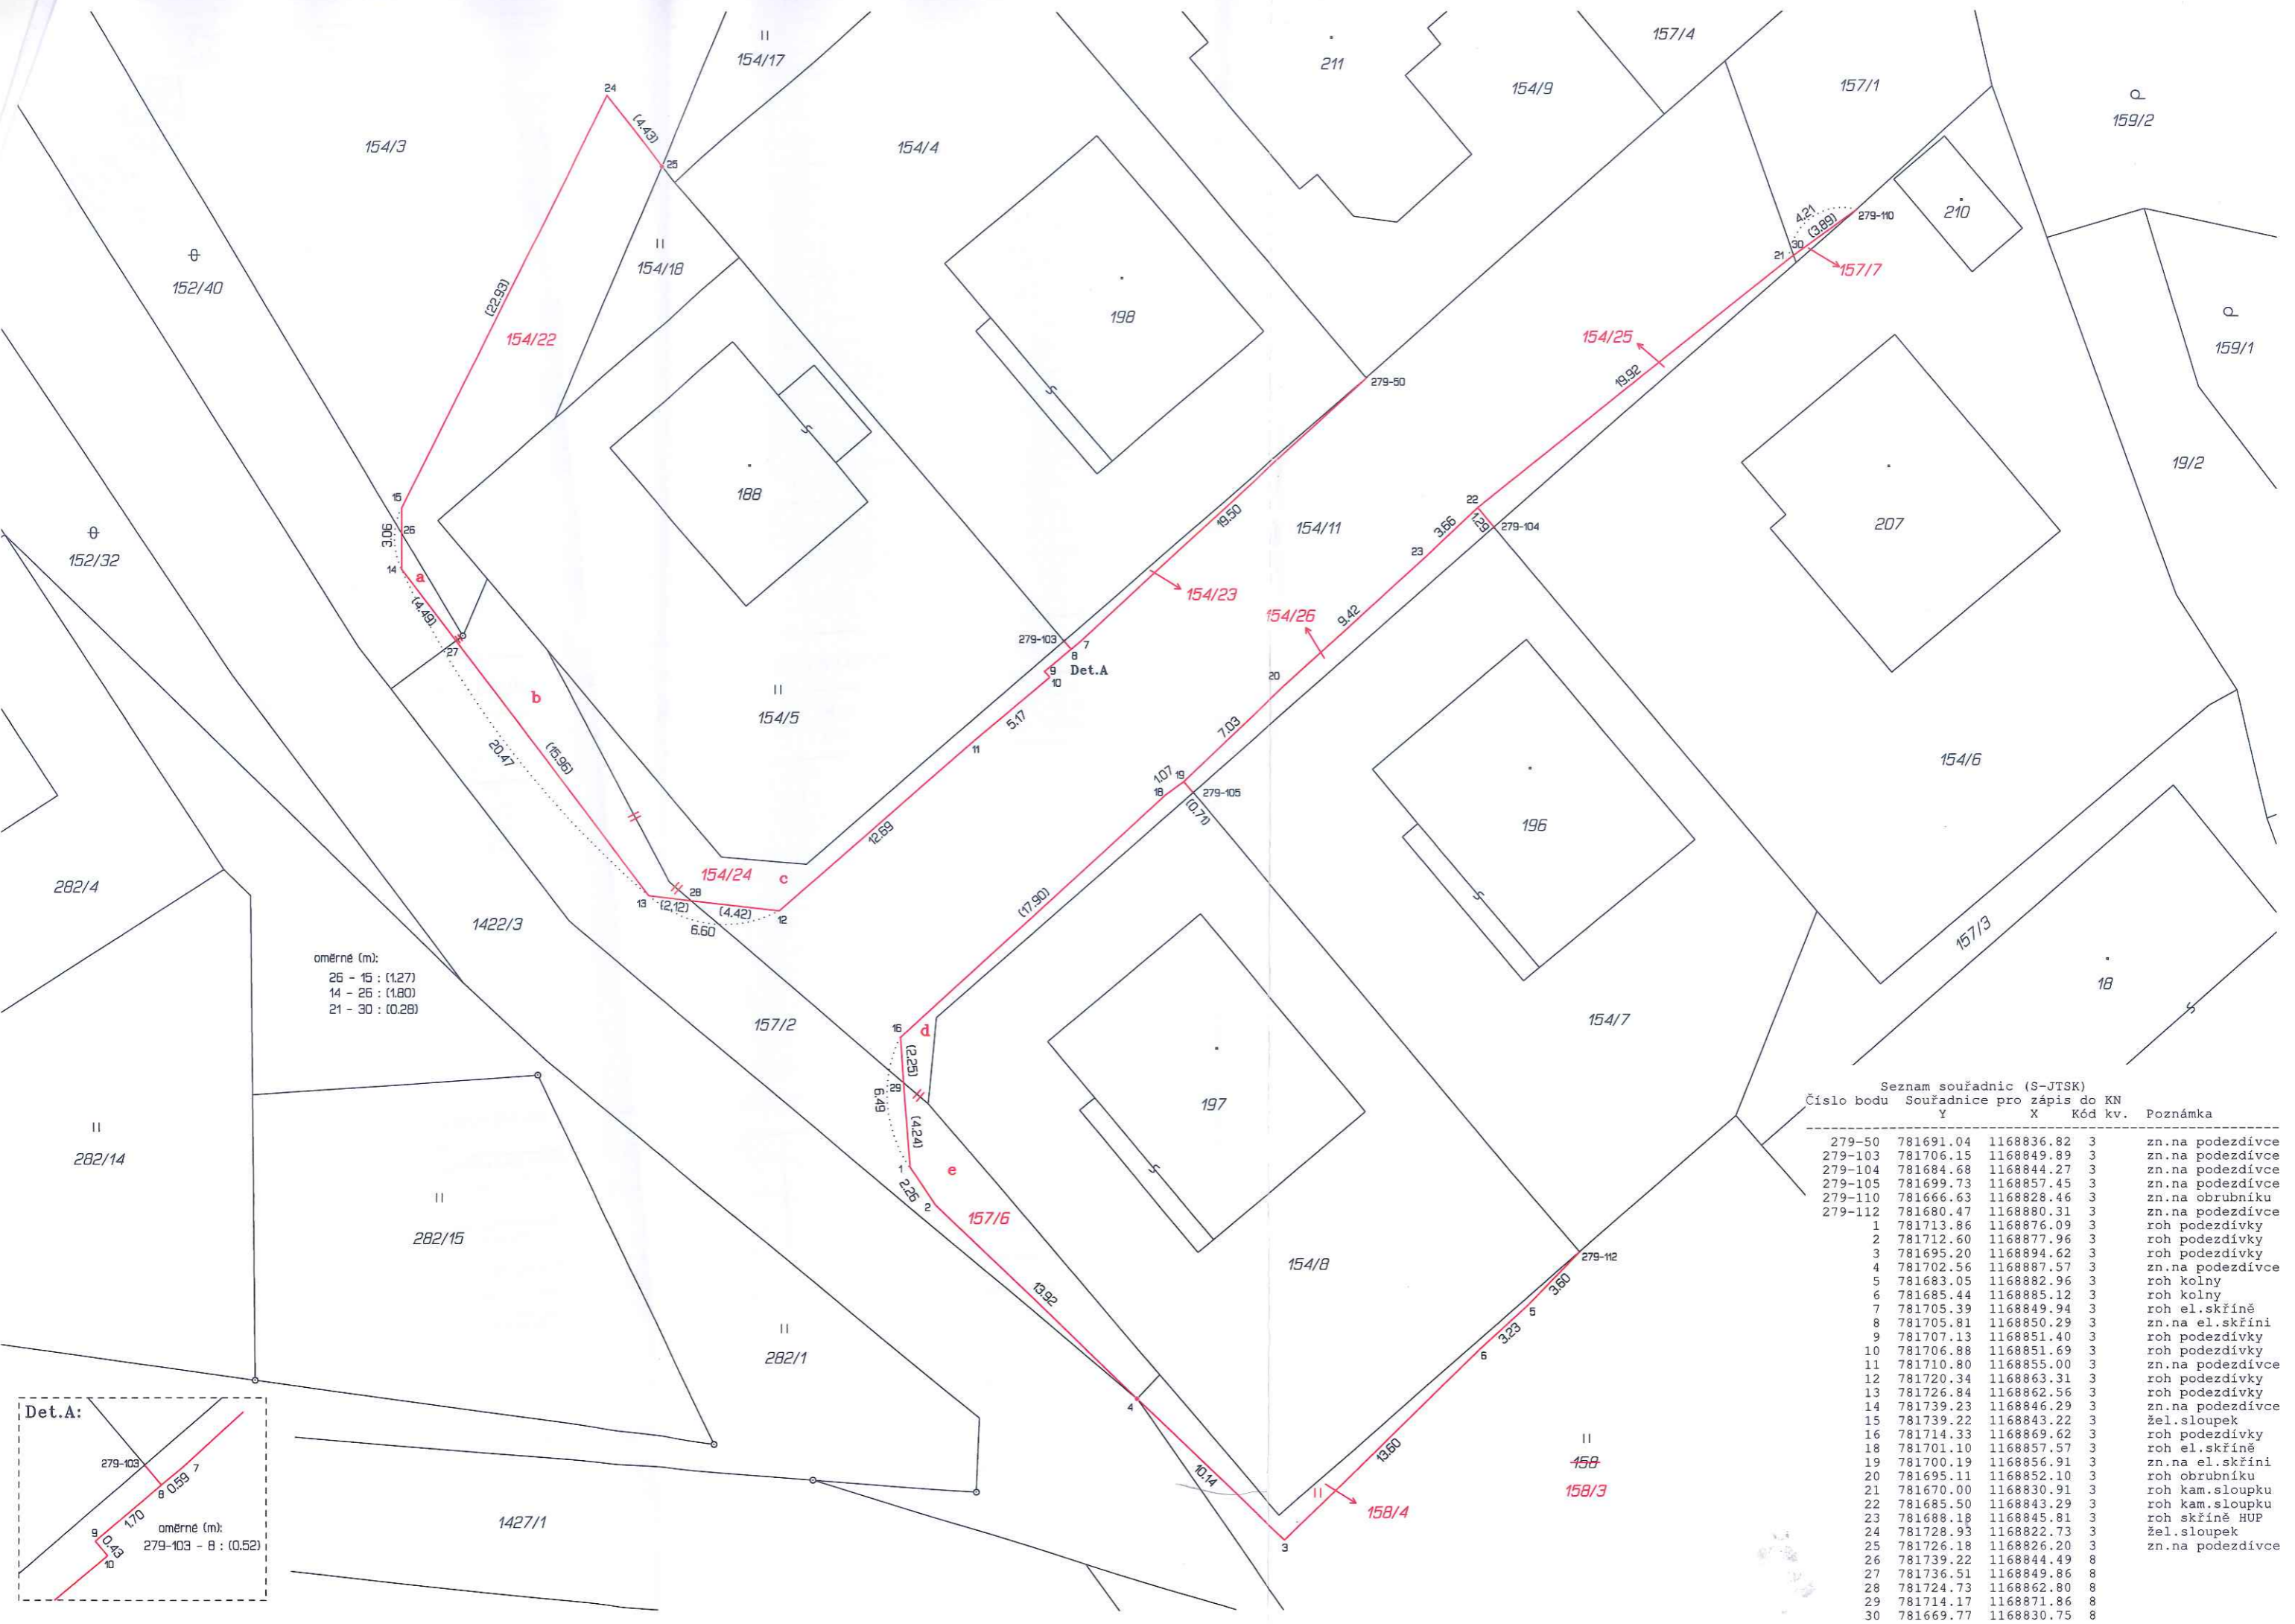 154/17
211
157/4
154/9
157/1
159/2
24
(4.43)
154/3
25
154/4
152/40
154/18
(22.93)
154/22
198
4.21
(3.89)
279-110
30
21
157/7
210
159/1
154/25
19.92
279-50
15
26
3.06
14
a
(4.49)
27
188
152/32
19.50
154/11
22
3.66
1.29
279-104
23
207
19/2
154/23
154/26
9.42
279-103
7
8
Det.A
9
10
20
b
20.47
(15.96)
154/5
5.17
11
7.03
1.07
19
18
279-105
(0.71)
154/6
196
12.69
282/4
154/24
c
28
13
(2.12)
(4.42)
12
6.60
(17.90)
1422/3
157/3
18
157/2
154/7
16
d
(2.25)
29
6.49
(4.24)
1
e
2.26
2
157/6
197
oměrné (m):
26 - 15 : (1.27)
14 - 26 : (1.80)
21 - 30 : (0.28)
282/14
282/15
282/1
13.92
154/8
279-112
3.60
5
3.23
6
4
13.60
10.14
158
158/3
158/4
3
1427/1
Det.A:
279-103
7
0.59
8
1.70
9
0.43
10
oměrné (m):
279-103 - 8 : (0.52)
Seznam souřadnic (S-JTSK)
Číslo bodu Souřadnice pro zápis do KN
Y X Kód kv. Poznámka
279-50 781691.04 1168836.82 3 zn.na podezdívce
279-103 781706.15 1168849.89 3 zn.na podezdívce
279-104 781684.68 1168844.27 3 zn.na podezdívce
279-105 781699.73 1168857.45 3 zn.na podezdívce
279-110 781666.63 1168828.46 3 zn.na obrubníku
279-112 781680.47 1168880.31 3 zn.na podezdívce
1 781713.86 1168876.09 3 roh podezdívky
2 781712.60 1168877.96 3 roh podezdívky
3 781695.20 1168894.62 3 roh podezdívky
4 781702.56 1168887.57 3 zn.na podezdívce
5 781683.05 1168882.96 3 roh kolny
6 781685.44 1168885.12 3 roh kolny
7 781705.39 1168849.94 3 roh el.skříně
8 781705.81 1168850.29 3 zn.na el.skříni
9 781707.13 1168851.40 3 roh podezdívky
10 781706.88 1168851.69 3 roh podezdívky
11 781710.80 1168855.00 3 zn.na podezdívce
12 781720.34 1168863.31 3 roh podezdívky
13 781726.84 1168862.56 3 roh podezdívky
14 781739.23 1168846.29 3 zn.na podezdívce
15 781739.22 1168843.22 3 žel.sloupek
16 781714.33 1168869.62 3 roh podezdívky
18 781701.10 1168857.57 3 roh el.skříně
19 781700.19 1168856.91 3 zn.na el.skříni
20 781695.11 1168852.10 3 roh obrubníku
21 781670.00 1168830.91 3 roh kam.sloupku
22 781685.50 1168843.29 3 roh kam.sloupku
23 781688.18 1168845.81 3 roh skříně HUP
24 781728.93 1168822.73 3 žel.sloupek
25 781726.18 1168826.20 3 zn.na podezdívce
26 781739.22 1168844.49 8
27 781736.51 1168849.86 8
28 781724.73 1168862.80 8
29 781714.17 1168871.86 8
30 781669.77 1168830.75 8